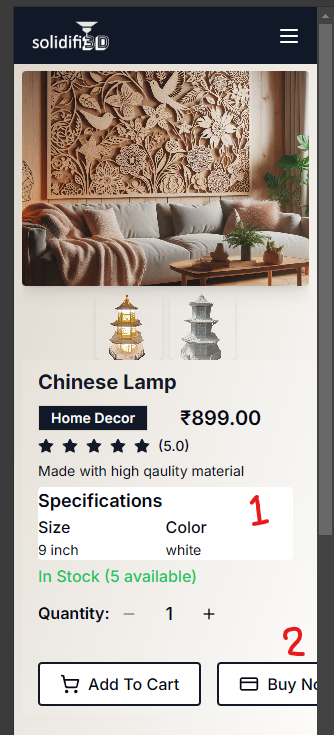 solidifi3D
Chinese Lamp
Home Decor ₹899.00
(5.0)
Made with high qaulity material
Specifications 1
Size Color
9 inch white
In Stock (5 available)
Quantity: − 1 +
2
Add To Cart Buy No